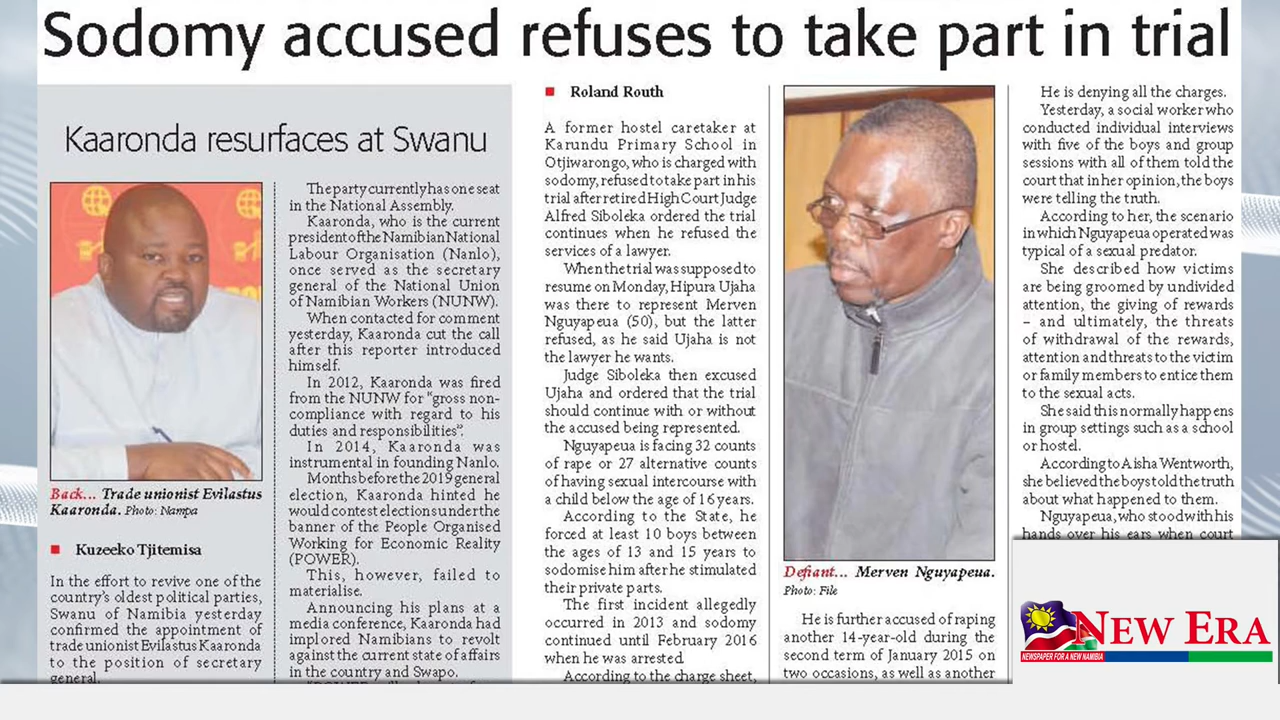 Sodomy accused refuses to take part in trial
Kaaronda resurfaces at Swanu
Back... Trade unionist Evilastus
Kaaronda. Photo: Nampa
Kuzeeko Tjitemisa
In the effort to revive one of the
country's oldest political parties,
Swanu of Namibia yesterday
confirmed the appointment of
trade unionist Evilastus Kaaronda
to the position of secretary
general.
The party currently has one seat
in the National Assembly.
Kaaronda, who is the current
president of the Namibian National
Labour Organisation (Nanlo),
once served as the secretary
general of the National Union
of Namibian Workers (NUNW).
When contacted for comment
yesterday, Kaaronda cut the call
after this reporter introduced
himself.
In 2012, Kaaronda was fired
from the NUNW for "gross non-
compliance with regard to his
duties and responsibilities".
In 2014, Kaaronda was
instrumental in founding Nanlo.
Months before the 2019 general
election, Kaaronda hinted he
would contest elections under the
banner of the People Organised
Working for Economic Reality
(POWER).
This, however, failed to
materialise.
Announcing his plans at a
media conference, Kaaronda had
implored Namibians to revolt
against the current state of affairs
in the country and Swapo.
Roland Routh
A former hostel caretaker at
Karundu Primary School in
Otjiwarongo, who is charged with
sodomy, refused to take part in his
trial after retired High Court Judge
Alfred Siboleka ordered the trial
continues when he refused the
services of a lawyer.
When the trial was supposed to
resume on Monday, Hipura Ujaha
was there to represent Merven
Nguyapeua (50), but the latter
refused, as he said Ujaha is not
the lawyer he wants.
Judge Siboleka then excused
Ujaha and ordered that the trial
should continue with or without
the accused being represented.
Nguyapeua is facing 32 counts
of rape or 27 alternative counts
of having sexual intercourse with
a child below the age of 16 years.
According to the State, he
forced at least 10 boys between
the ages of 13 and 15 years to
sodomise him after he stimulated
their private parts.
The first incident allegedly
occurred in 2013 and sodomy
continued until February 2016
when he was arrested.
According to the charge sheet,
Defiant... Merven Nguyapeua.
Photo: File
He is further accused of raping
another 14-year-old during the
second term of January 2015 on
two occasions, as well as another
He is denying all the charges.
Yesterday, a social worker who
conducted individual interviews
with five of the boys and group
sessions with all of them told the
court that in her opinion, the boys
were telling the truth.
According to her, the scenario
in which Nguyapeua operated was
typical of a sexual predator.
She described how victims
are being groomed by undivided
attention, the giving of rewards
– and ultimately, the threats
of withdrawal of the rewards,
attention and threats to the victim
or family members to entice them
to the sexual acts.
She said this normally happens
in group settings such as a school
or hostel.
According to Aisha Wentworth,
she believed the boys told the truth
about what happened to them.
Nguyapeua, who stood with his
hands over his ears when court
NEW ERA
NEWSPAPER FOR A NEW NAMIBIA